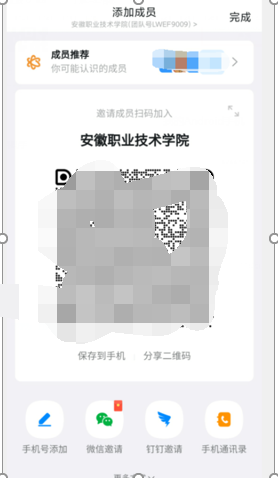 添加成员
完成
安徽职业技术学院(团队号LWEF9009) >
成员推荐
你可能认识的成员
邀请成员扫码加入
安徽职业技术学院
保存到手机 分享二维码
手机号添加 微信邀请 钉钉邀请 手机通讯录